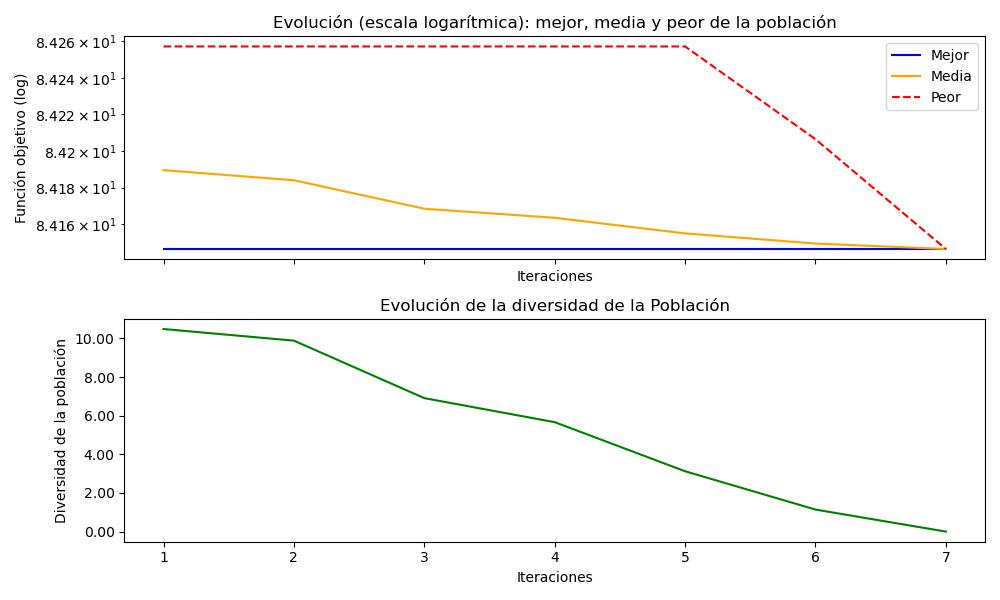 Evolución (escala logarítmica): mejor, media y peor de la población
Función objetivo (log)
8.426 × 10¹
8.424 × 10¹
8.422 × 10¹
8.42 × 10¹
8.418 × 10¹
8.416 × 10¹
Mejor
Media
Peor
Iteraciones
Evolución de la diversidad de la Población
Diversidad de la población
10.00
8.00
6.00
4.00
2.00
0.00
1 2 3 4 5 6 7
Iteraciones